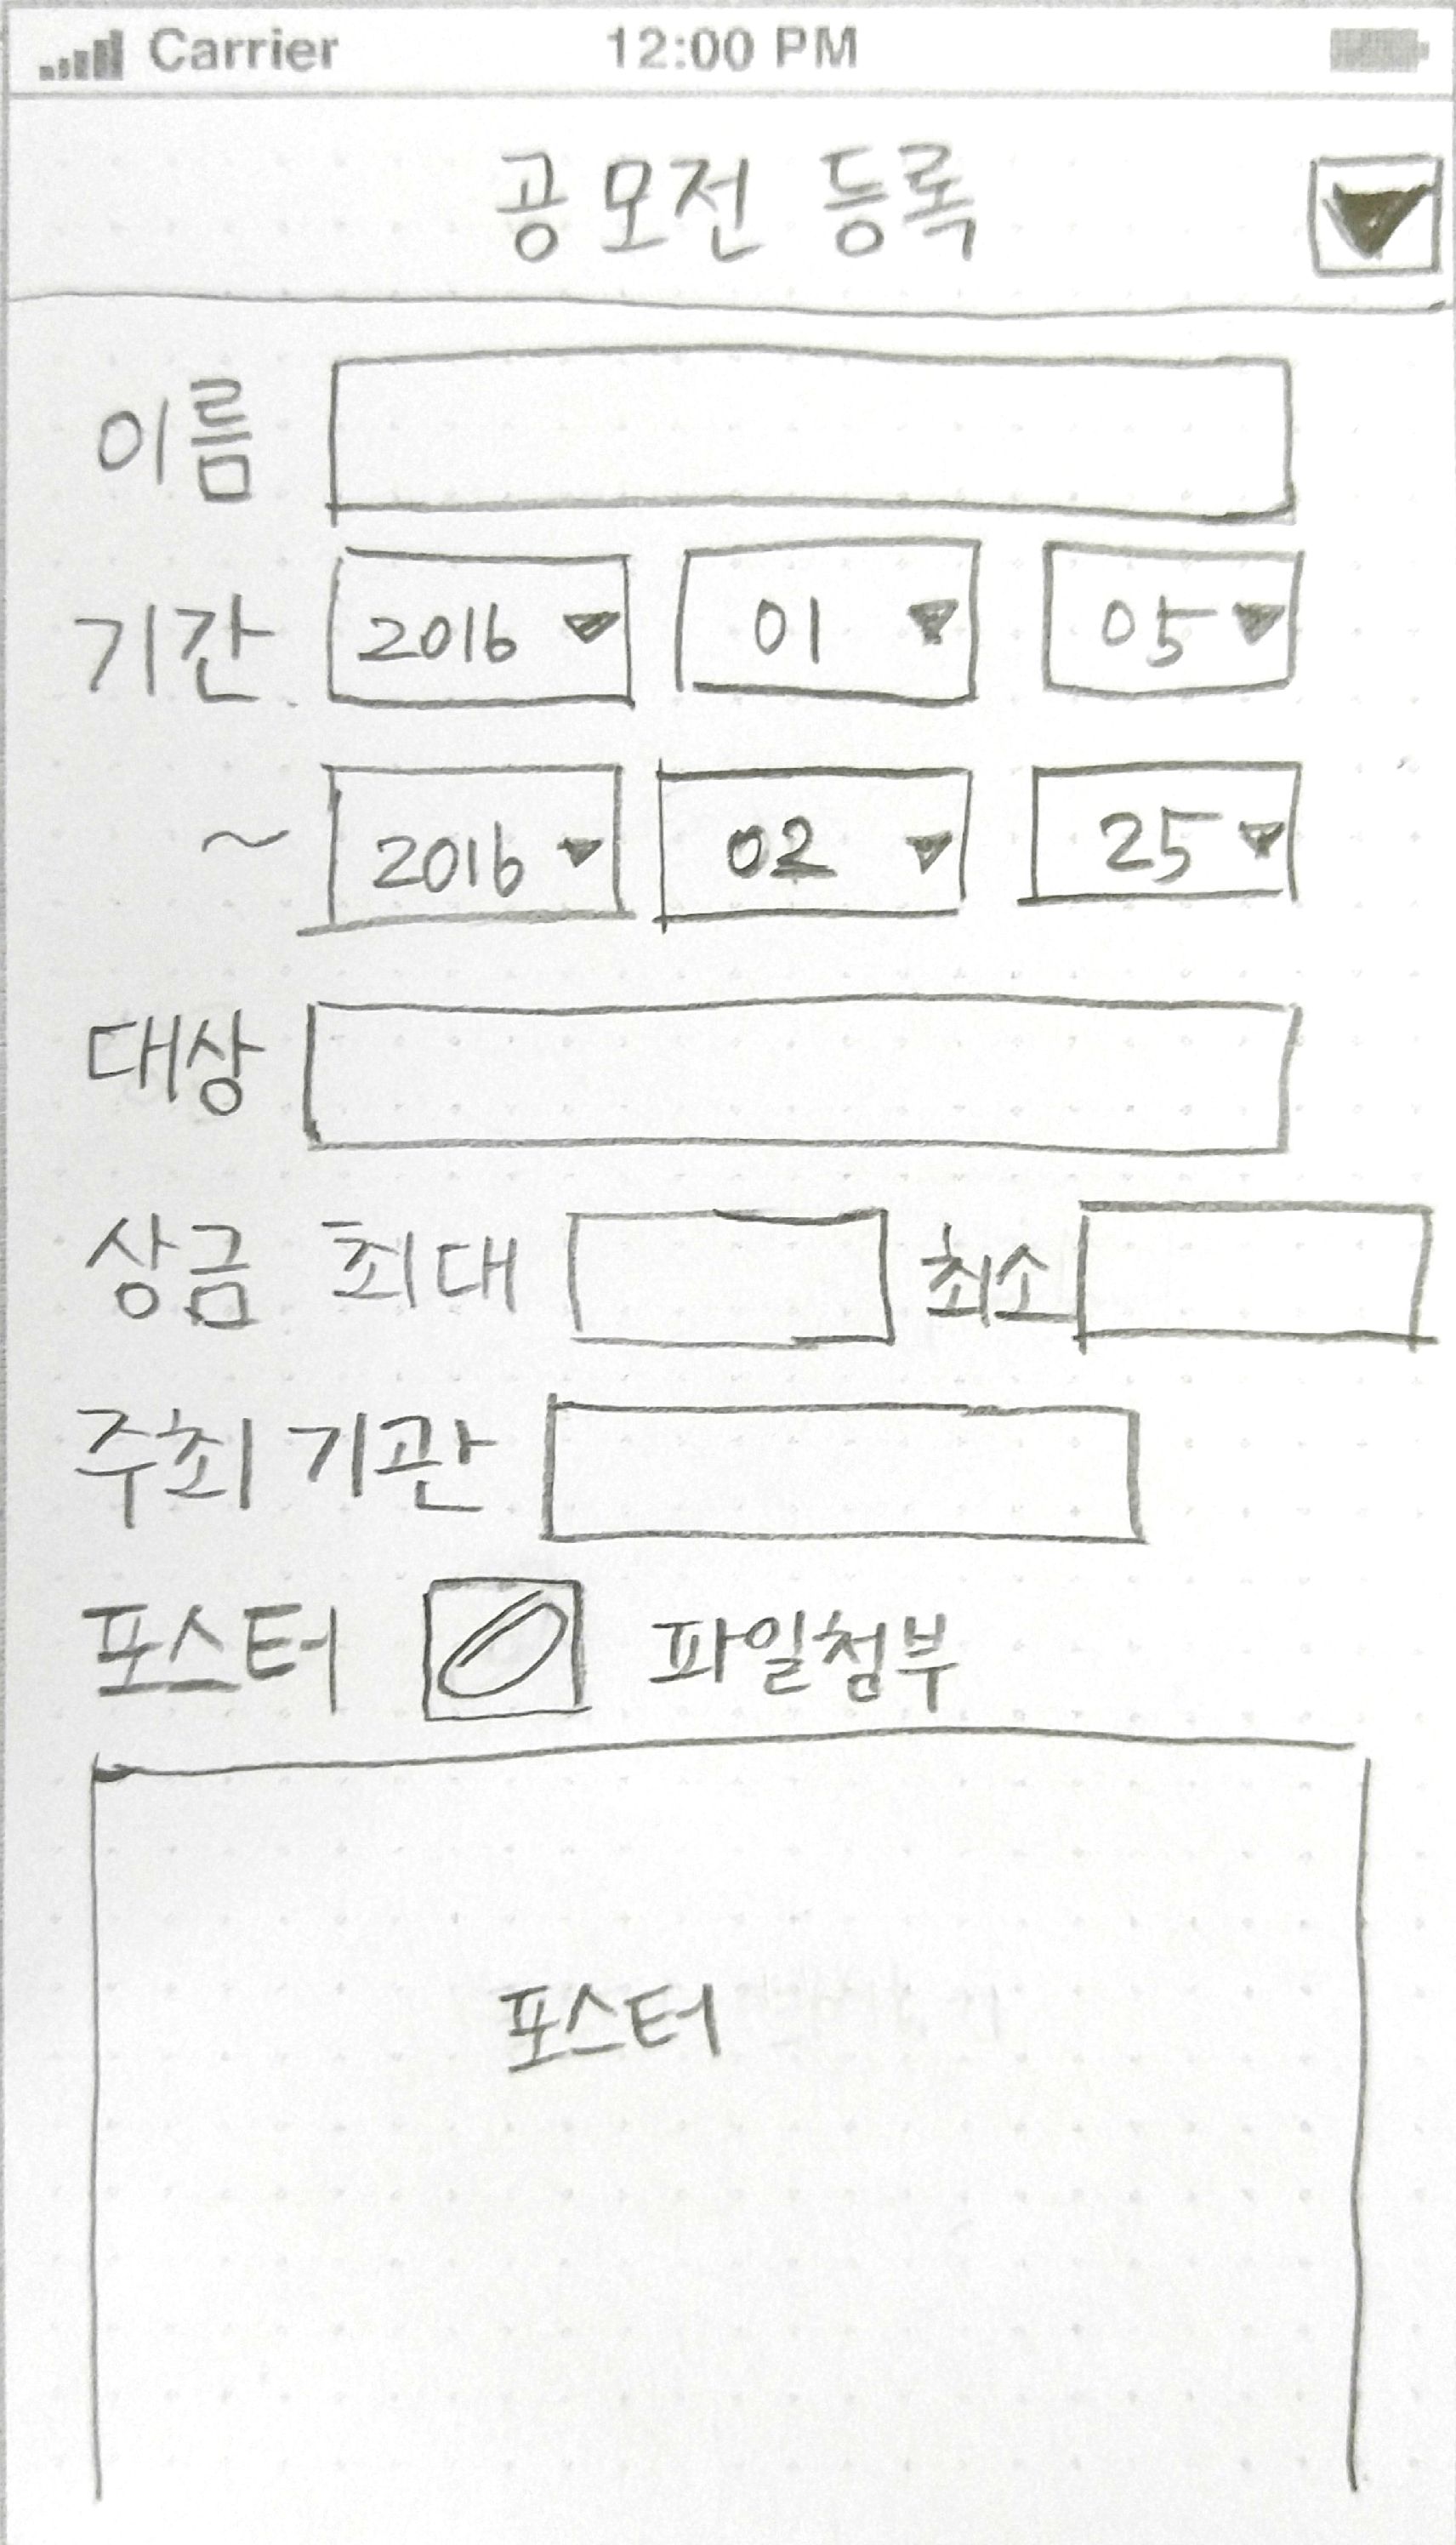 Carrier 12:00 PM
공모전 등록
이름
기간 2016 01 05
~ 2016 02 25
대상
상금 최대 최소
주최 기관
포스터 파일첨부
포스터